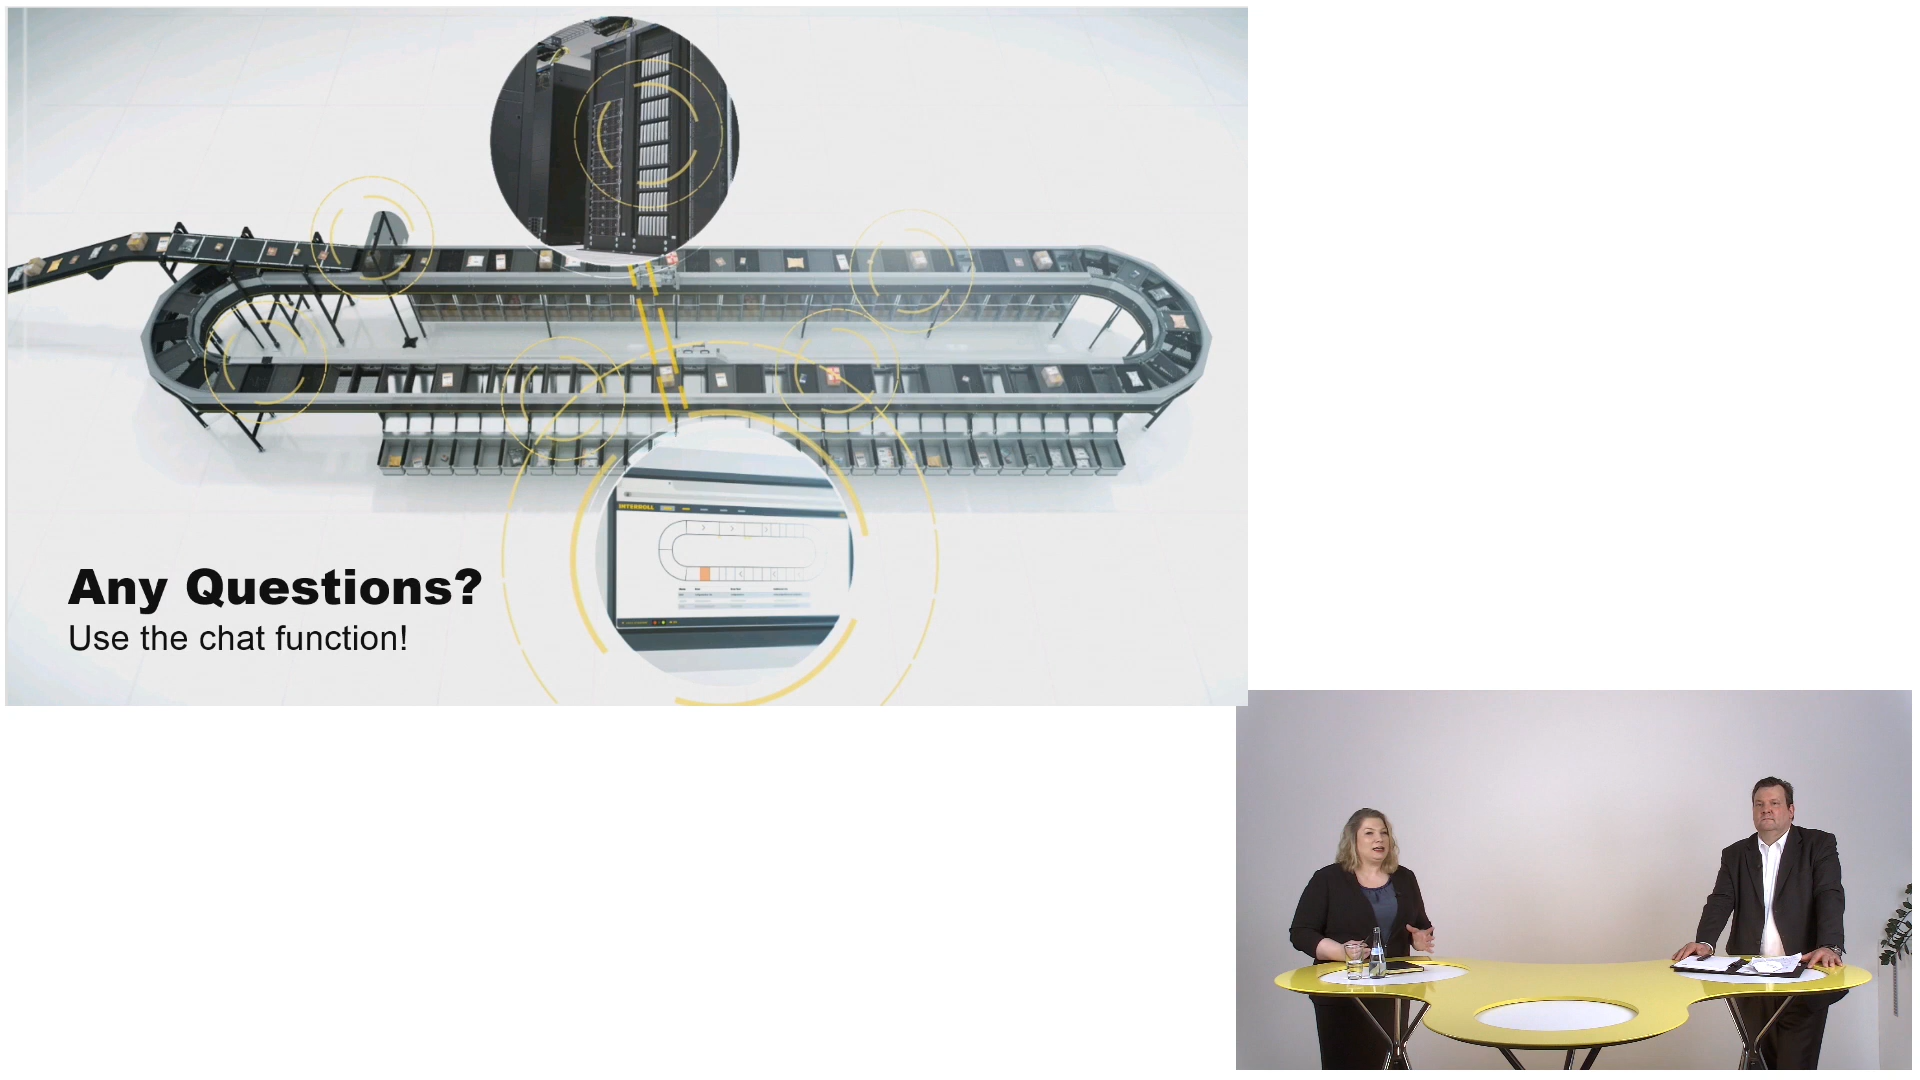 INTERROLL
Any Questions?
Use the chat function!